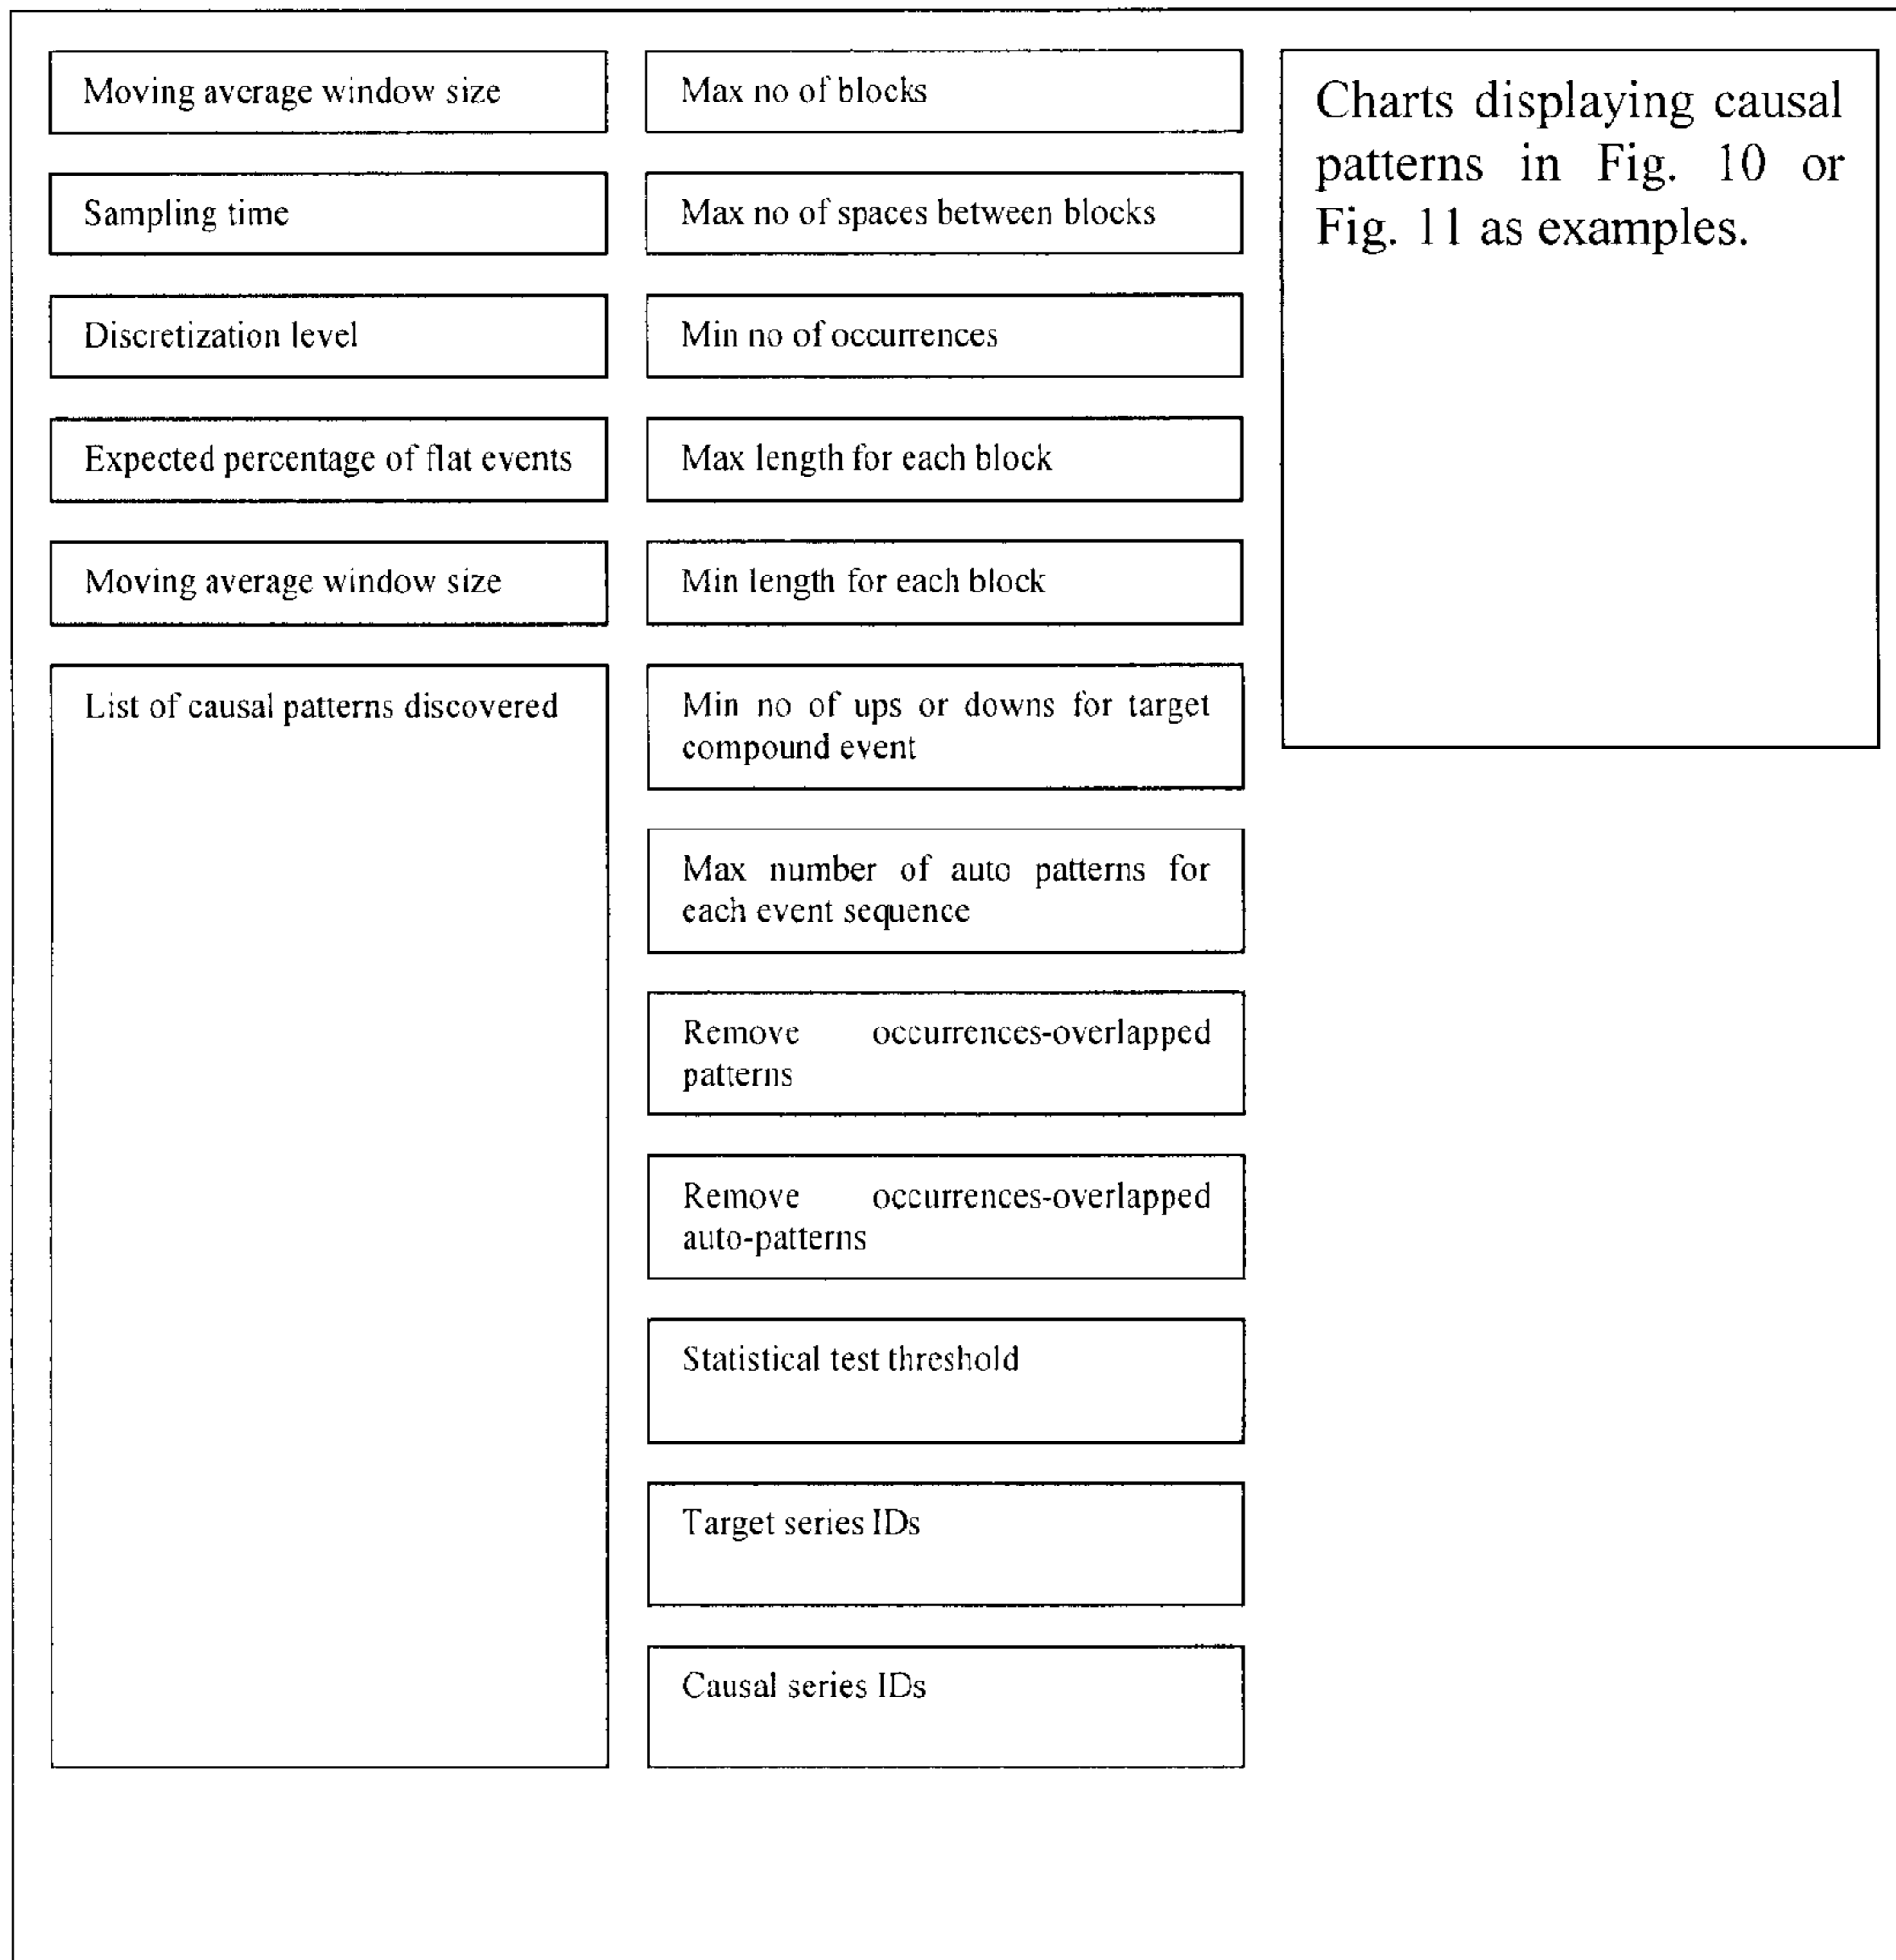 Moving average window size
Sampling time
Discretization level
Expected percentage of flat events
Moving average window size
List of causal patterns discovered
Max no of blocks
Max no of spaces between blocks
Min no of occurrences
Max length for each block
Min length for each block
Min no of ups or downs for target
compound event
Max number of auto patterns for
each event sequence
Remove occurrences-overlapped
patterns
Remove occurrences-overlapped
auto-patterns
Statistical test threshold
Target series IDs
Causal series IDs
Charts displaying causal
patterns in Fig. 10 or
Fig. 11 as examples.